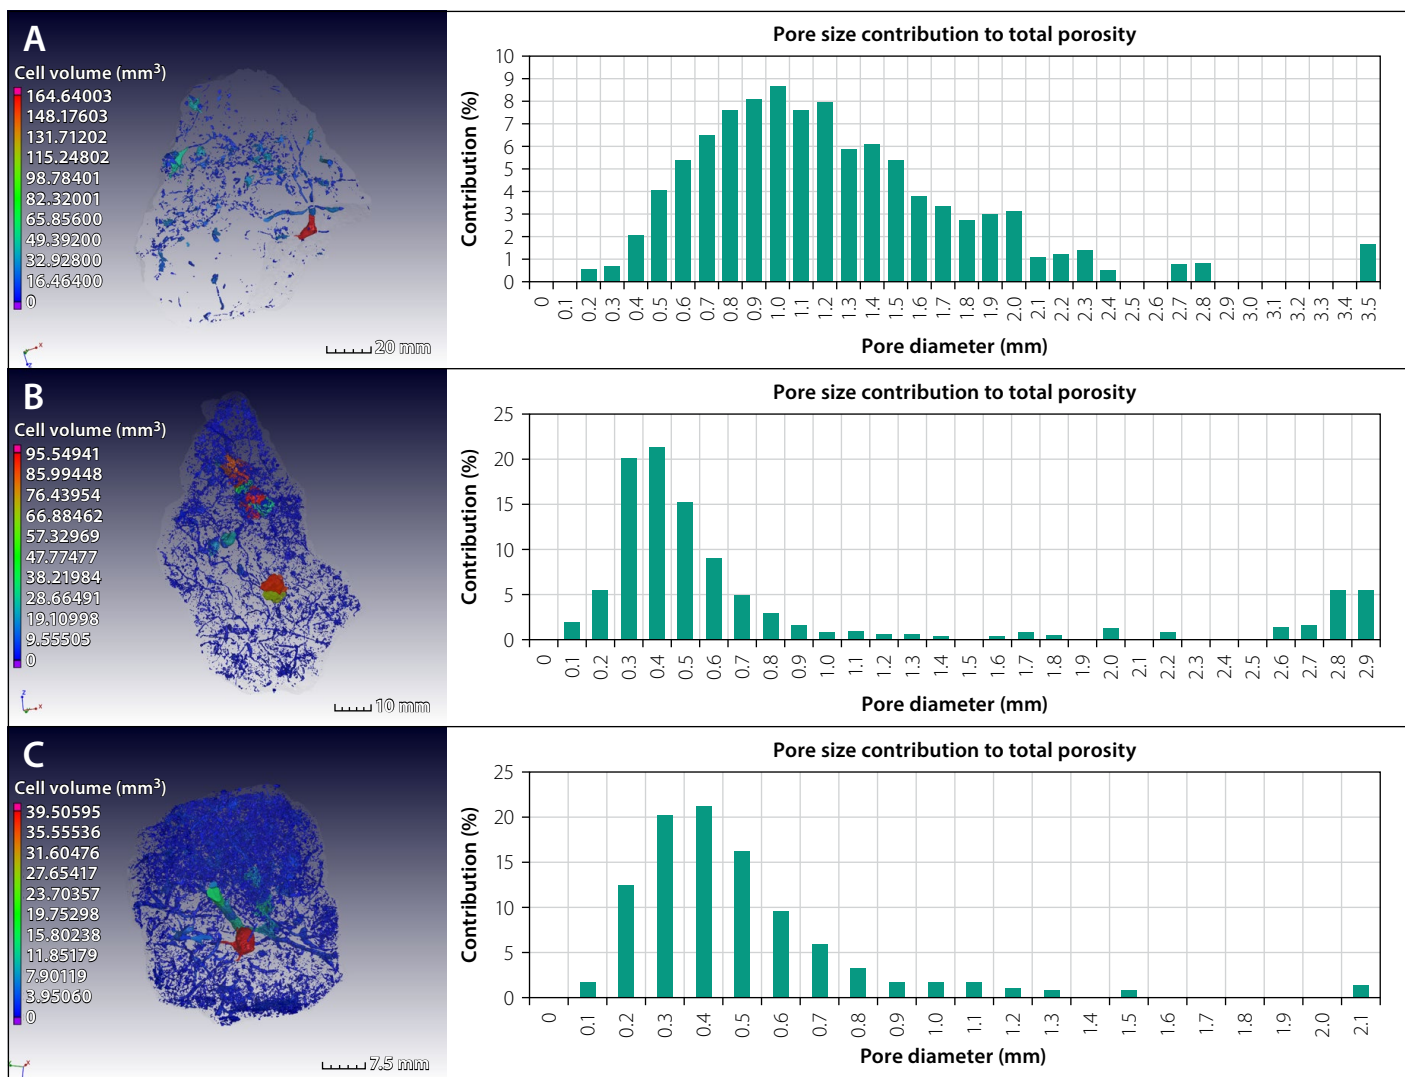 A
Cell volume (mm³)
164.64003
148.17603
131.71202
115.24802
98.78401
82.32001
65.85600
49.39200
32.92800
16.46400
0
20 mm
Pore size contribution to total porosity
Contribution (%)
10
9
8
7
6
5
4
3
2
1
0
0 0.1 0.2 0.3 0.4 0.5 0.6 0.7 0.8 0.9 1.0 1.1 1.2 1.3 1.4 1.5 1.6 1.7 1.8 1.9 2.0 2.1 2.2 2.3 2.4 2.5 2.6 2.7 2.8 2.9 3.0 3.1 3.2 3.3 3.4 3.5
Pore diameter (mm)
B
Cell volume (mm³)
95.54941
85.99448
76.43954
66.88462
57.32969
47.77477
38.21984
28.66491
19.10998
9.55505
0
10 mm
Pore size contribution to total porosity
Contribution (%)
25
20
15
10
5
0
0 0.1 0.2 0.3 0.4 0.5 0.6 0.7 0.8 0.9 1.0 1.1 1.2 1.3 1.4 1.5 1.6 1.7 1.8 1.9 2.0 2.1 2.2 2.3 2.4 2.5 2.6 2.7 2.8 2.9
Pore diameter (mm)
C
Cell volume (mm³)
39.50595
35.55536
31.60476
27.65417
23.70357
19.75298
15.80238
11.85179
7.90119
3.95060
0
7.5 mm
Pore size contribution to total porosity
Contribution (%)
25
20
15
10
5
0
0 0.1 0.2 0.3 0.4 0.5 0.6 0.7 0.8 0.9 1.0 1.1 1.2 1.3 1.4 1.5 1.6 1.7 1.8 1.9 2.0 2.1
Pore diameter (mm)